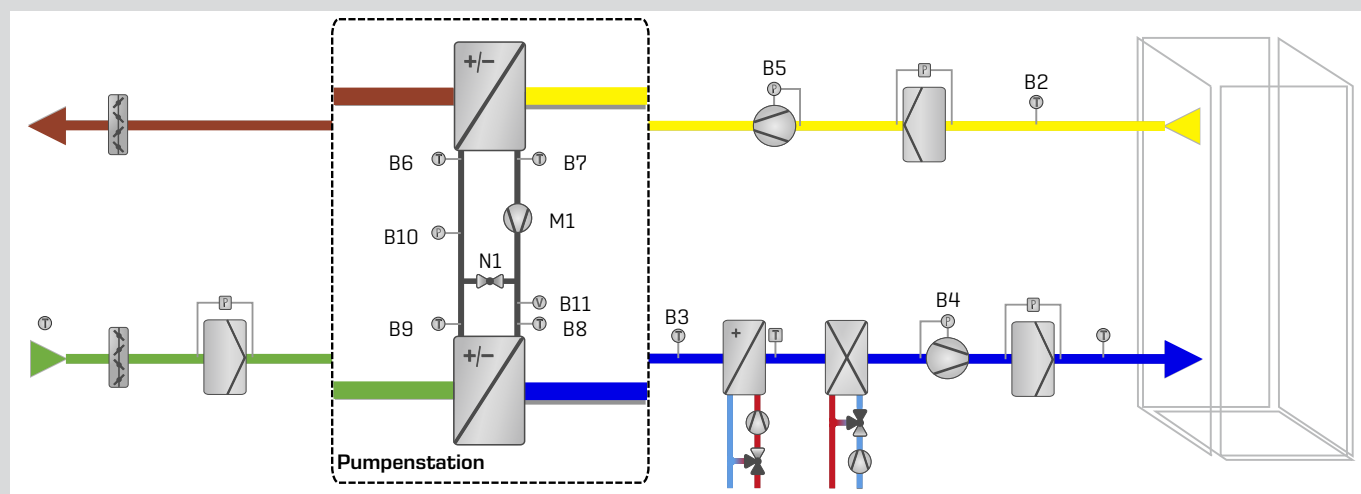 +/−
P
B5
P
B2
T
B6
T
T
B7
B10
P
M1
N1
V
B11
B9
T
T
B8
T
P
+/−
B3
T
+
T
B4
P
P
T
Pumpenstation